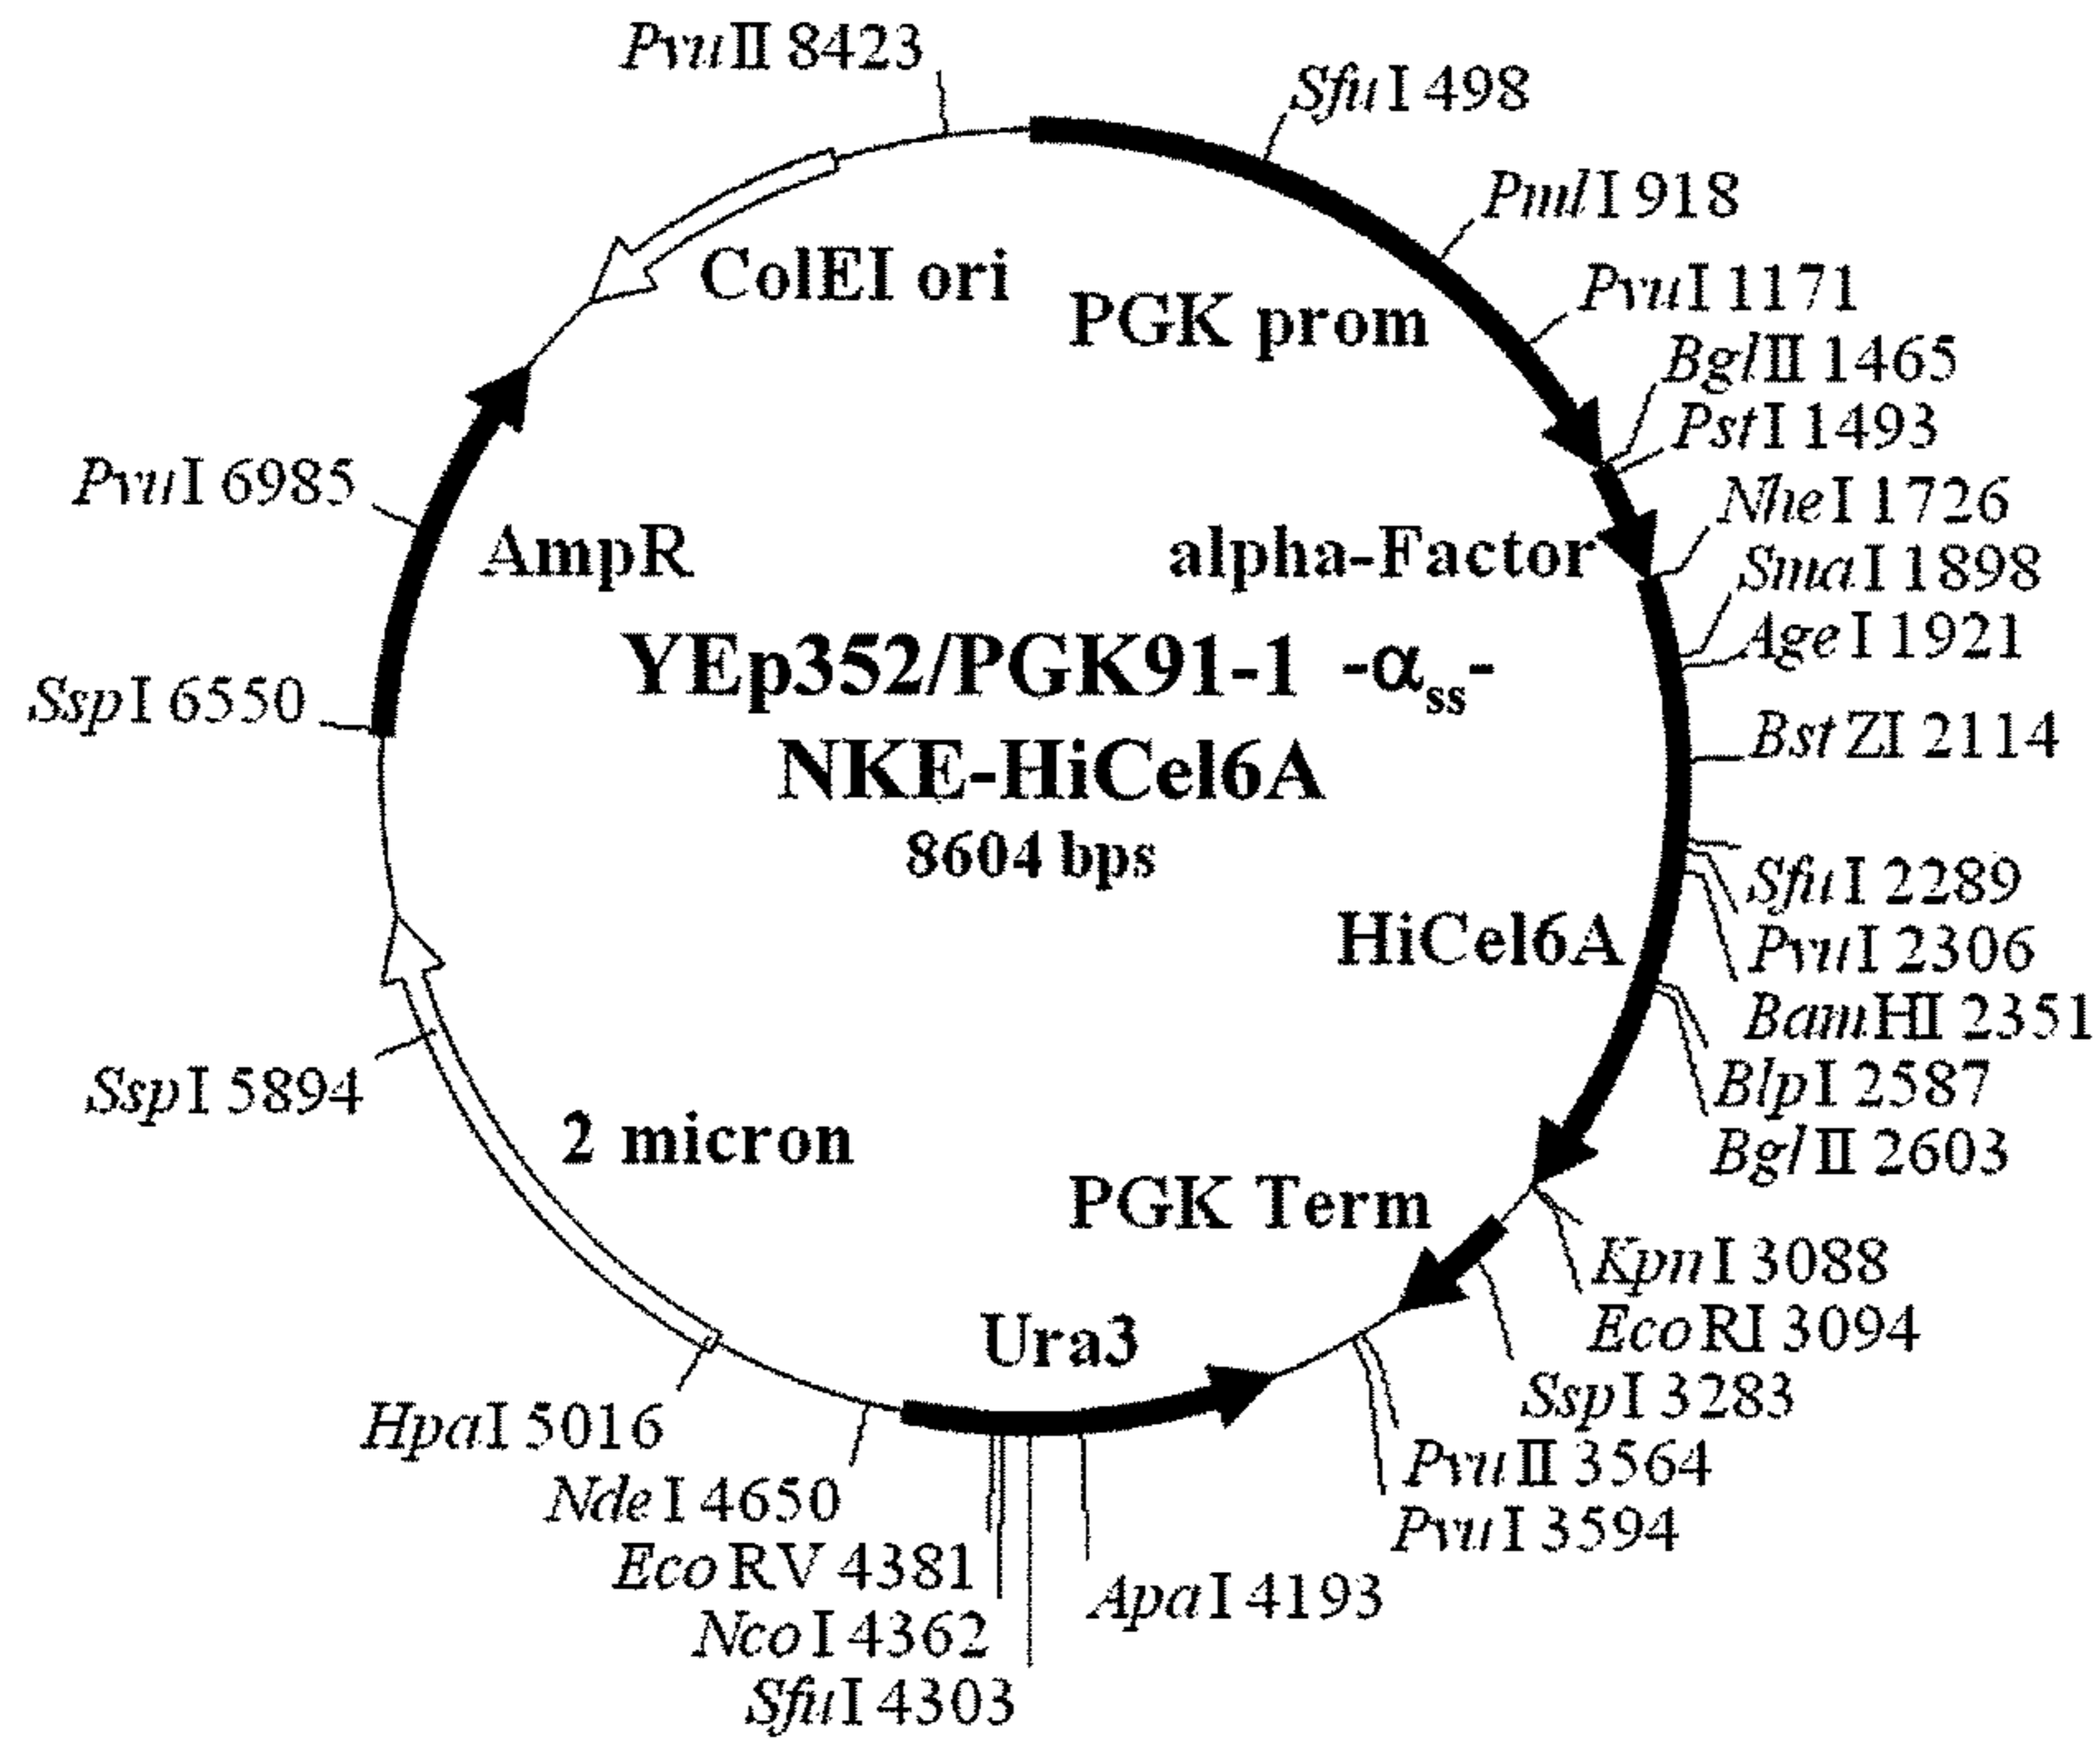 PvuII 8423
SfuI 498
PmlI 918
PvuI 1171
BglII 1465
PstI 1493
NheI 1726
SmaI 1898
AgeI 1921
BstZI 2114
SfuI 2289
PvuI 2306
BamHI 2351
BlpI 2587
BglII 2603
KpnI 3088
EcoRI 3094
SspI 3283
PvuII 3564
PvuI 3594
ApaI 4193
SfuI 4303
NcoI 4362
EcoRV 4381
NdeI 4650
HpaI 5016
SspI 5894
SspI 6550
PvuI 6985
ColEI ori
PGK prom
AmpR
alpha-Factor
YEp352/PGK91-1 -αss-
NKE-HiCel6A
8604 bps
HiCel6A
2 micron
PGK Term
Ura3